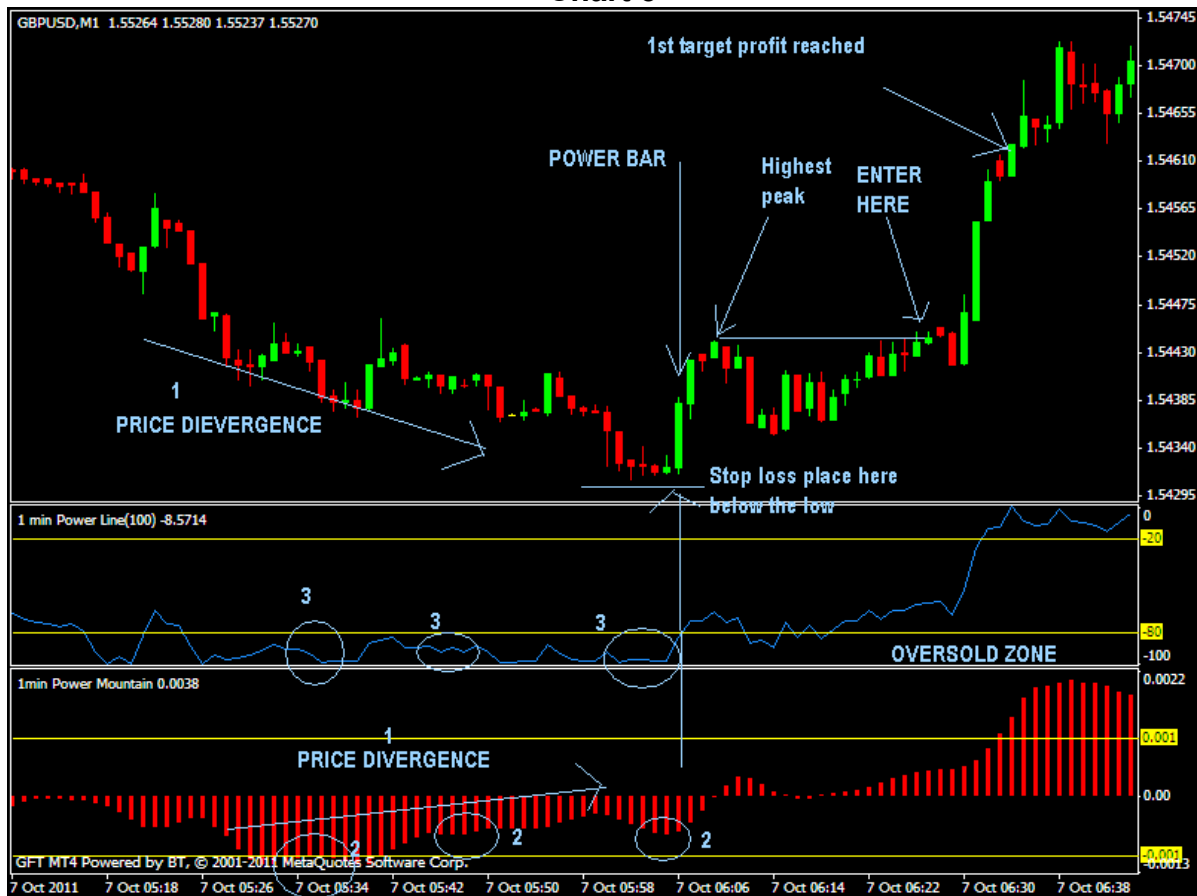 GBPUSD,M1 1.55264 1.55280 1.55237 1.55270
1.54745
1st target profit reached
1.54700
1.54655
POWER BAR
Highest
peak
ENTER
HERE
1.54610
1.54565
1.54520
1.54475
1.54430
1
PRICE DIEVERGENCE
1.54385
1.54340
Stop loss place here
below the low
1.54295
1 min Power Line(100) -8.5714
0
-20
3
3
3
-80
OVERSOLD ZONE
-100
1min Power Mountain 0.0038
0.0022
1
PRICE DIVERGENCE
0.001
0.00
2
2
2
GFT MT4 Powered by BT, © 2001-2011 MetaQuotes Software Corp.
-0.001
-0.0013
7 Oct 2011
7 Oct 05:18
7 Oct 05:26
7 Oct 05:34
7 Oct 05:42
7 Oct 05:50
7 Oct 05:58
7 Oct 06:06
7 Oct 06:14
7 Oct 06:22
7 Oct 06:30
7 Oct 06:38